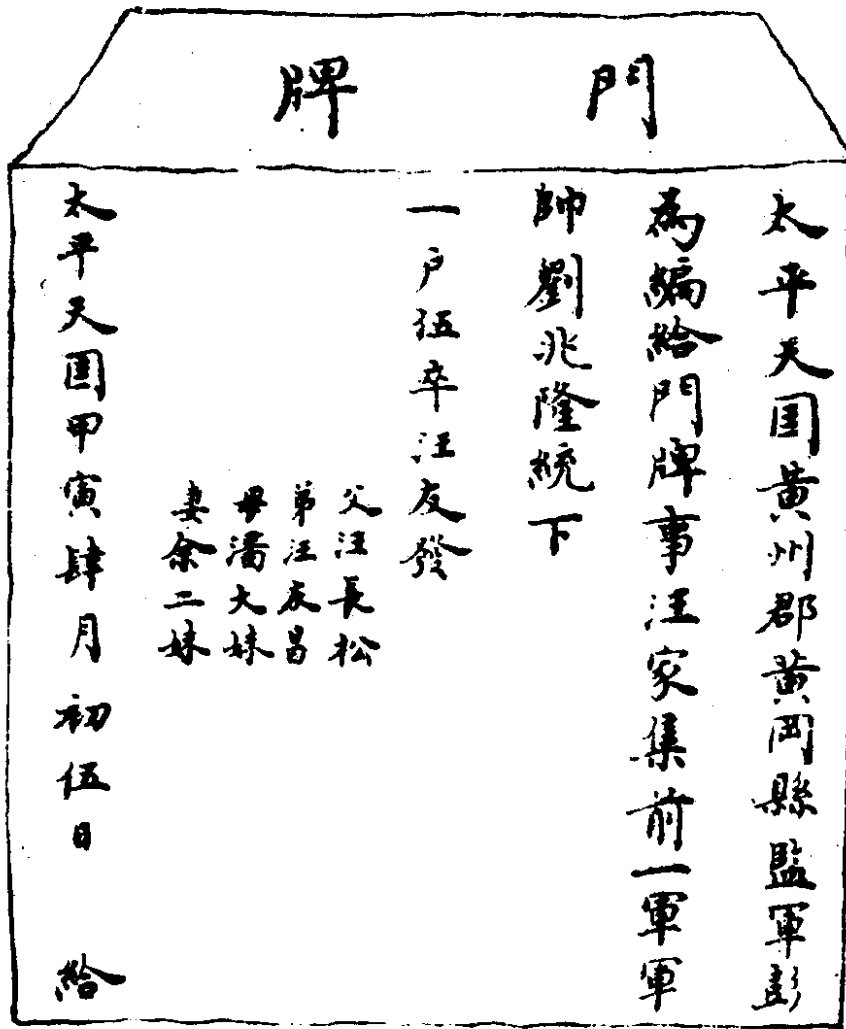 門牌
太平天囯黃州郡黃岡縣監軍彭
為編給門牌事汪家集前一軍軍
帥劉兆隆統下
一户伍卒汪友發
父汪長松
弟汪友昌
母潘大妹
妻余二妹
太平天囯甲寅肆月初伍日 給